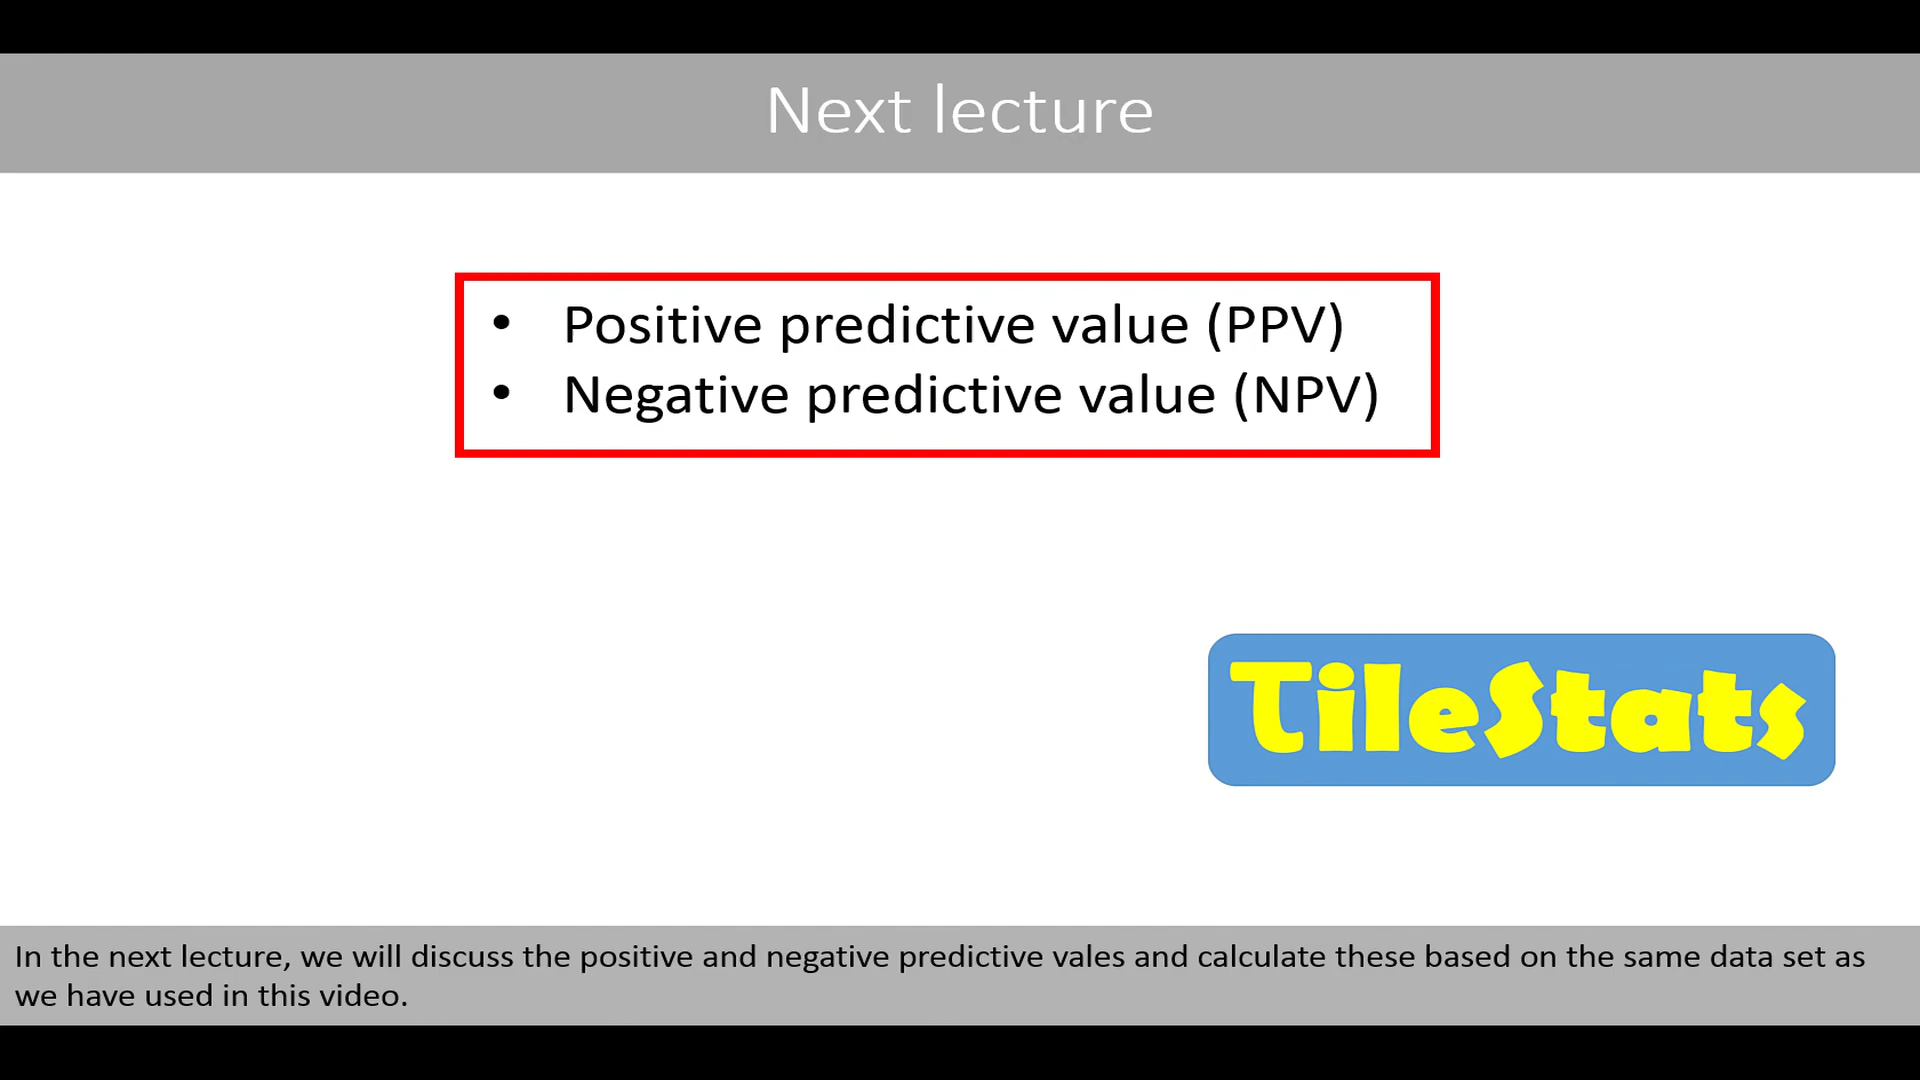 Next lecture
• Positive predictive value (PPV)
• Negative predictive value (NPV)
TileStats
In the next lecture, we will discuss the positive and negative predictive vales and calculate these based on the same data set as
we have used in this video.